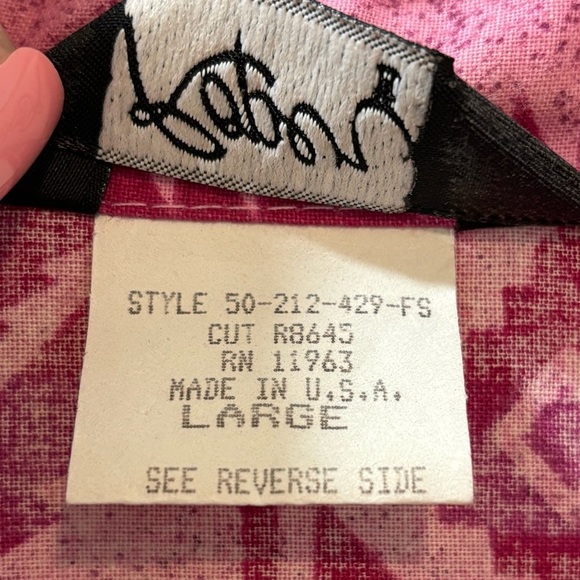 STYLE 50-212-429-FS
CUT R8645
RN 11963
MADE IN U.S.A.
LARGE
SEE REVERSE SIDE